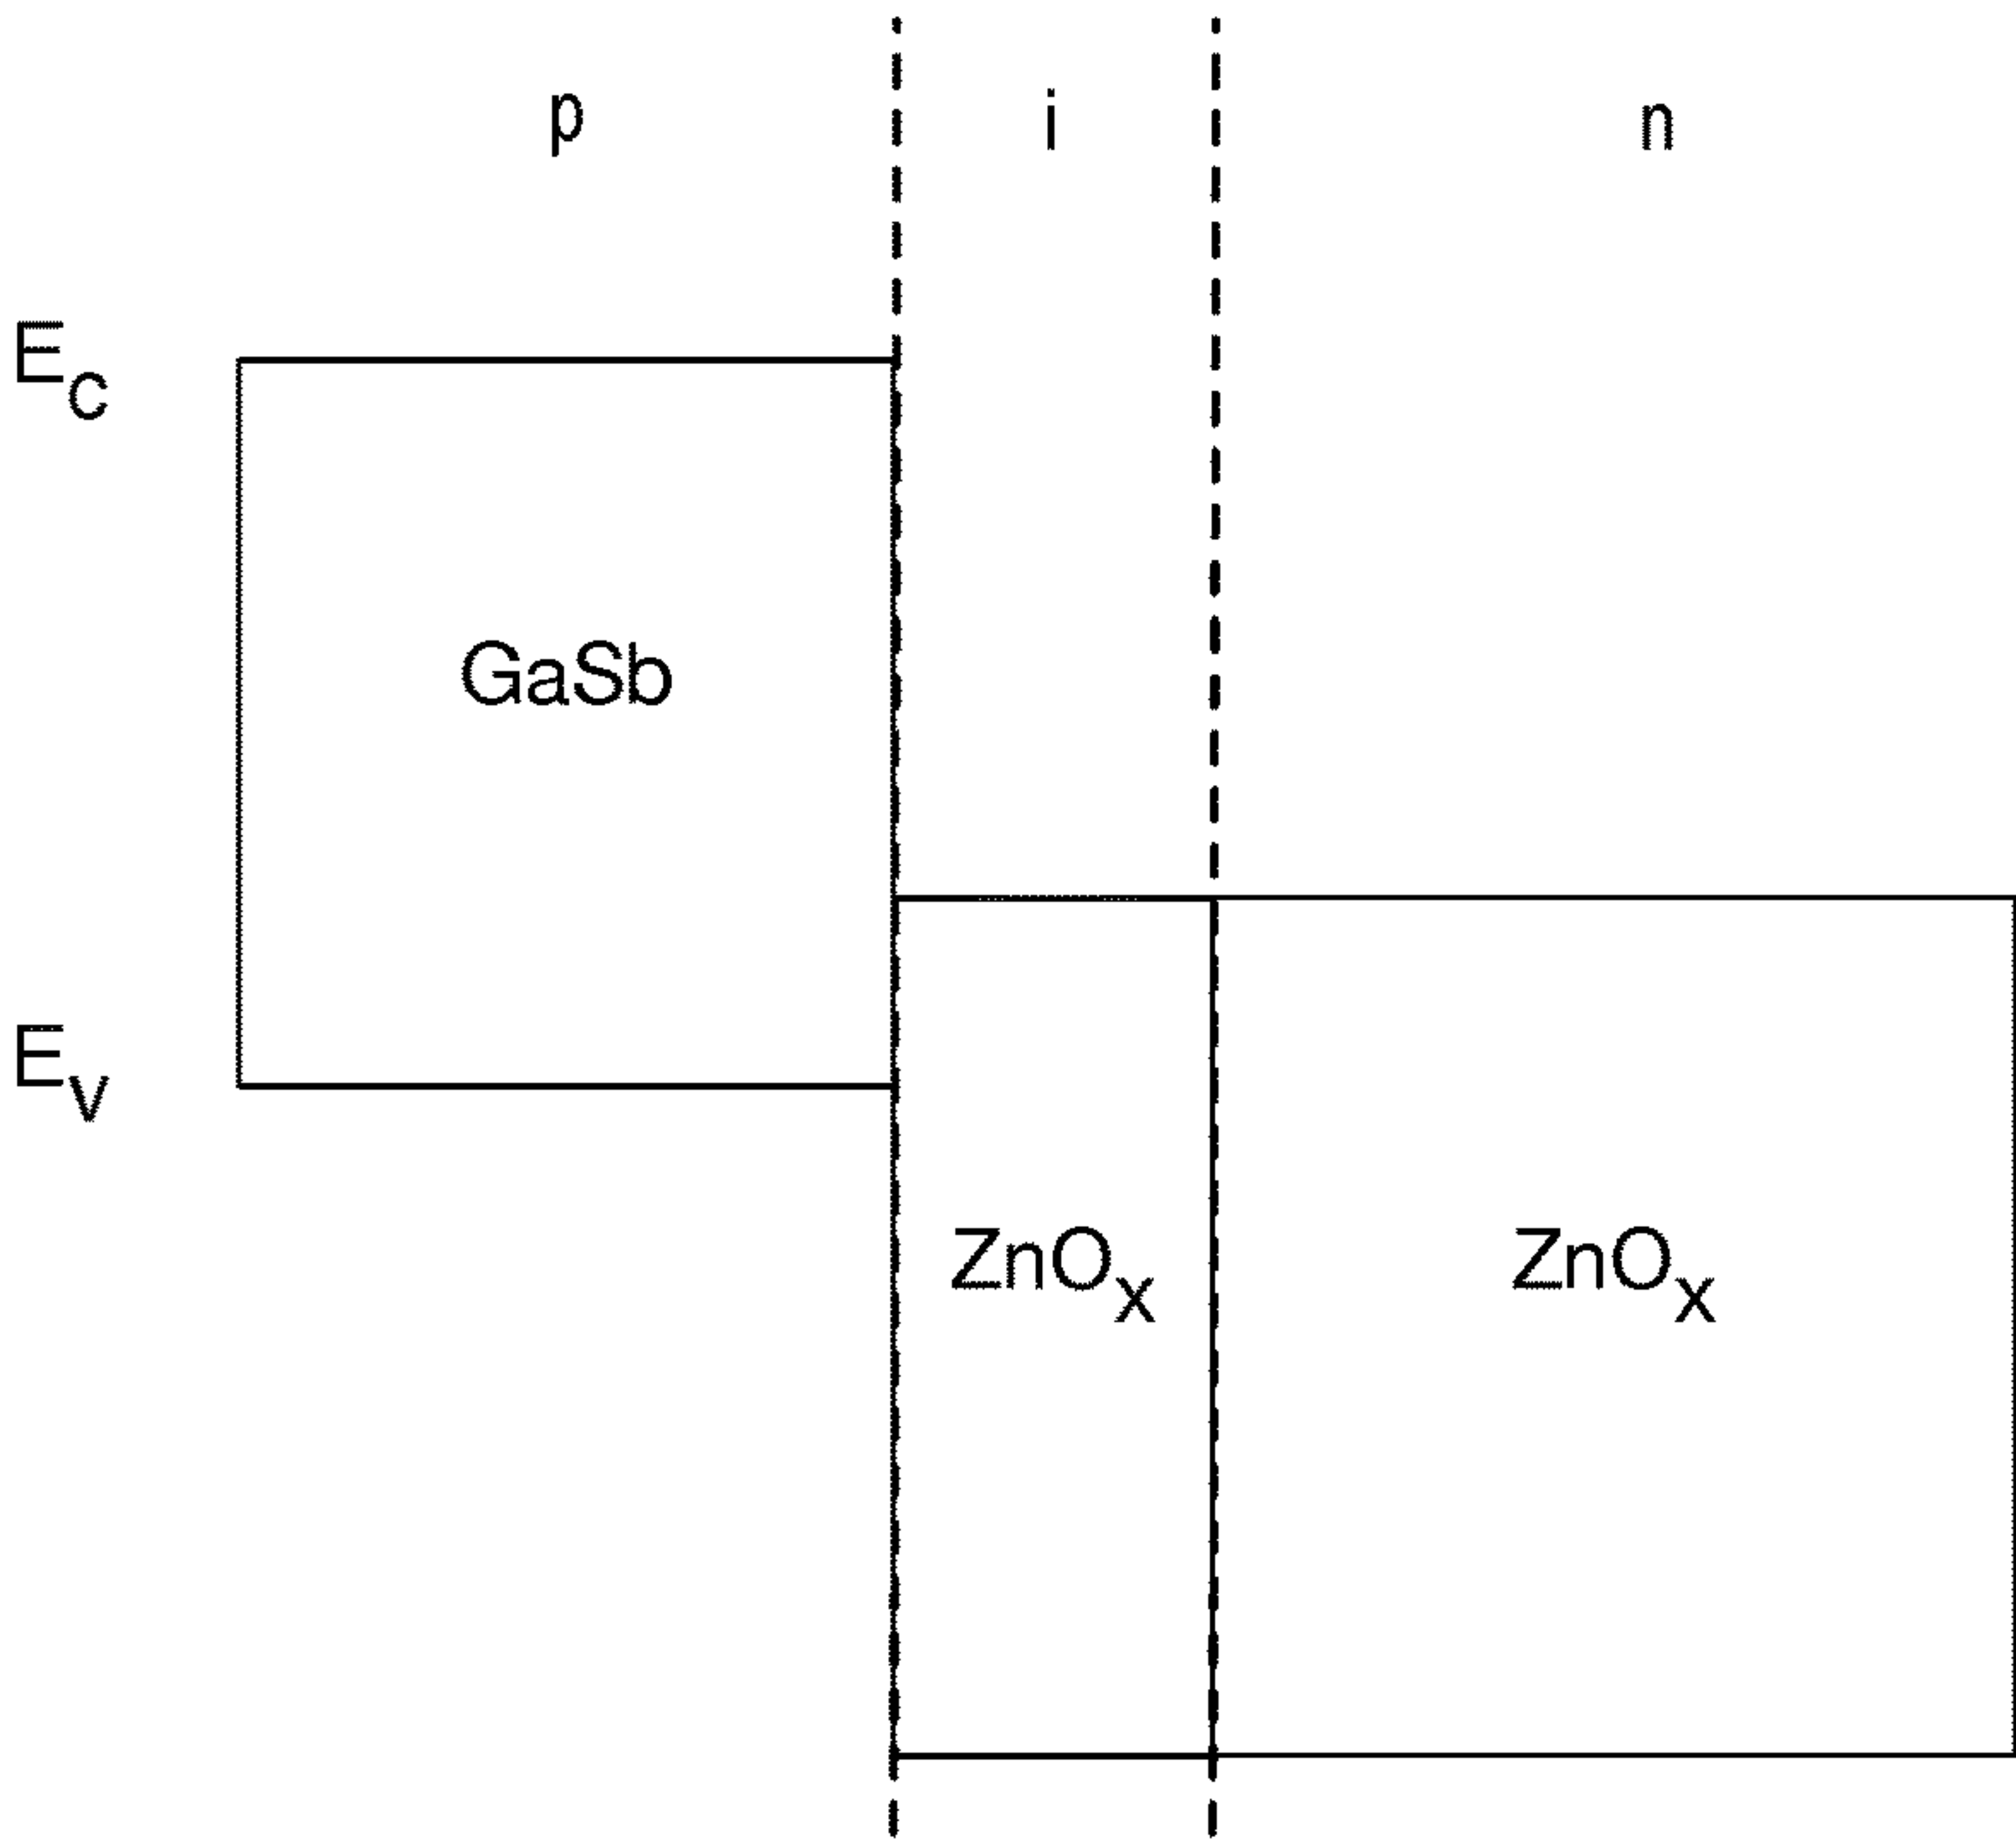 p
i
n
E_c
GaSb
E_v
ZnO_x
ZnO_x